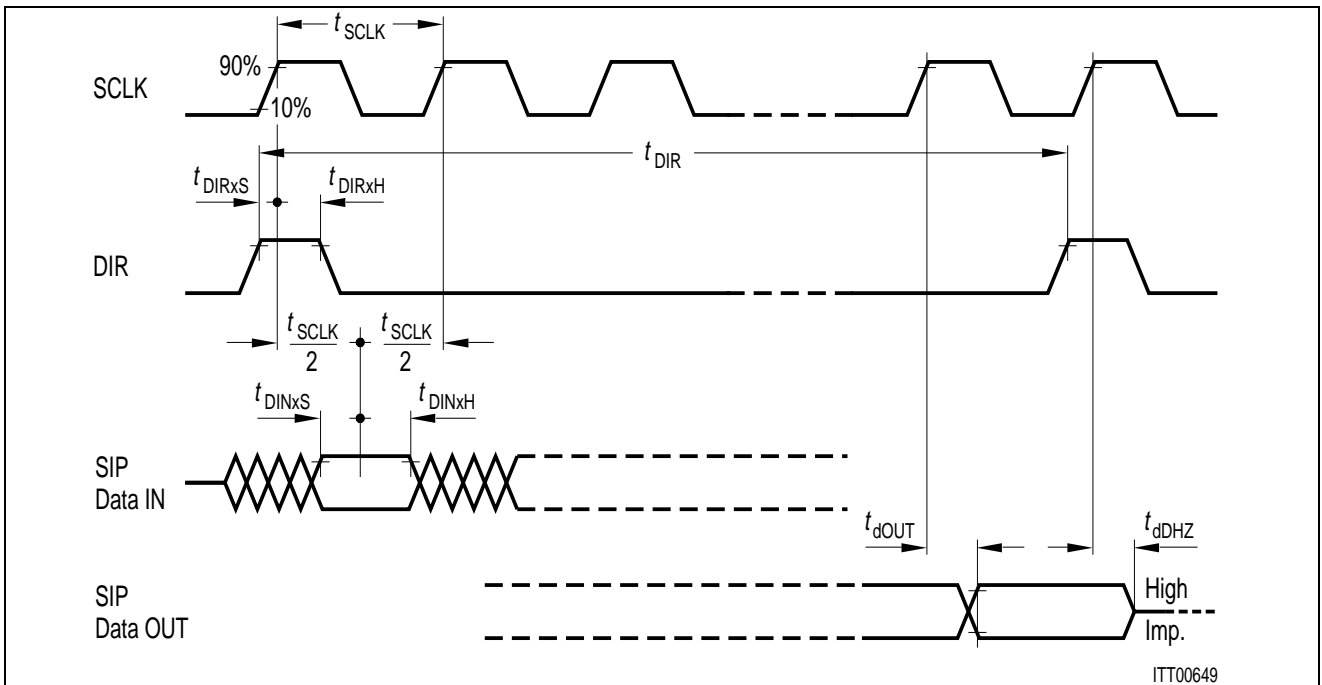 t SCLK
90%
SCLK
10%
t DIR
t DIRxS
t DIRxH
DIR
t SCLK
2
t SCLK
2
t DINxS
t DINxH
SIP
Data IN
t dOUT
t dDHZ
SIP
Data OUT
High
Imp.
ITT00649